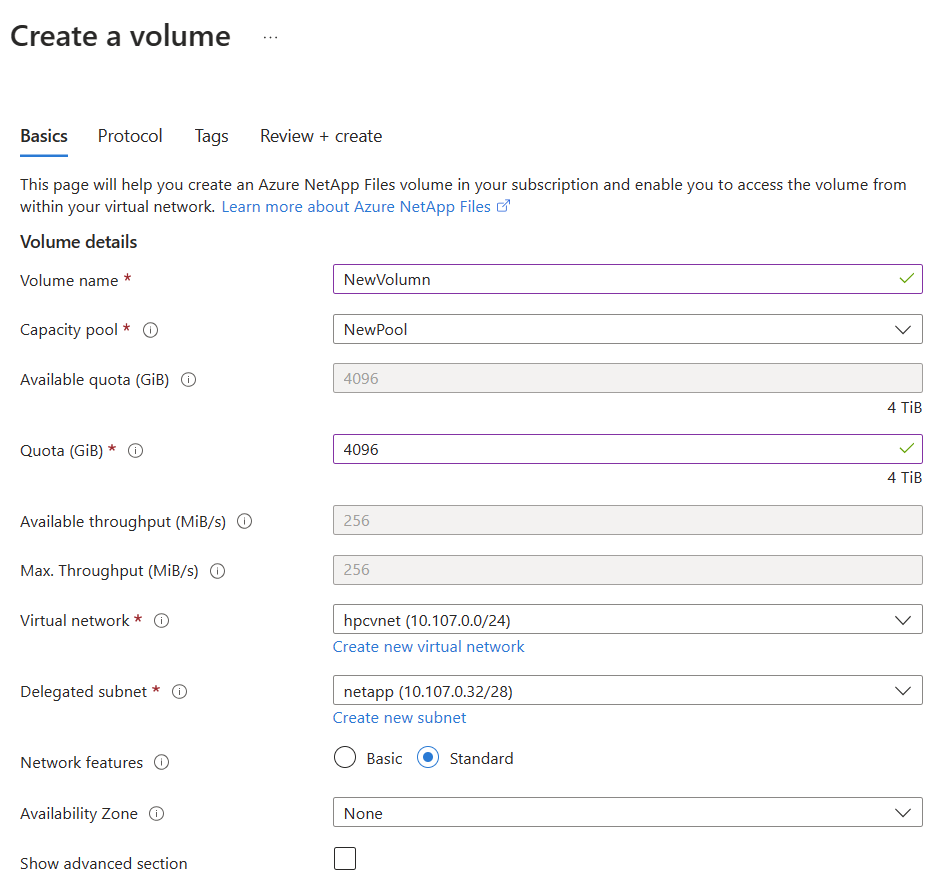 Create a volume ...
Basics Protocol Tags Review + create
This page will help you create an Azure NetApp Files volume in your subscription and enable you to access the volume from
within your virtual network. Learn more about Azure NetApp Files
Volume details
Volume name * NewVolumn
Capacity pool * NewPool
Available quota (GiB) 4096
4 TiB
Quota (GiB) * 4096
4 TiB
Available throughput (MiB/s) 256
Max. Throughput (MiB/s) 256
Virtual network * hpcvnet (10.107.0.0/24)
Create new virtual network
Delegated subnet * netapp (10.107.0.32/28)
Create new subnet
Network features Basic Standard
Availability Zone None
Show advanced section